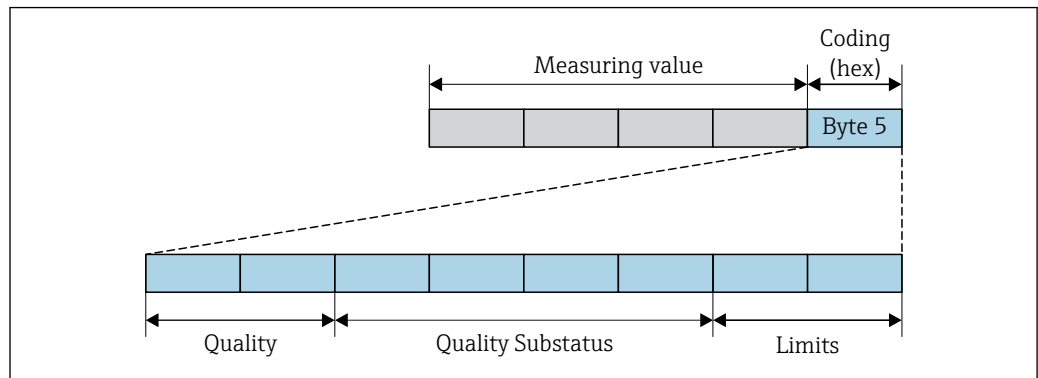 Coding
(hex)
Measuring value
Byte 5
Quality
Quality Substatus
Limits